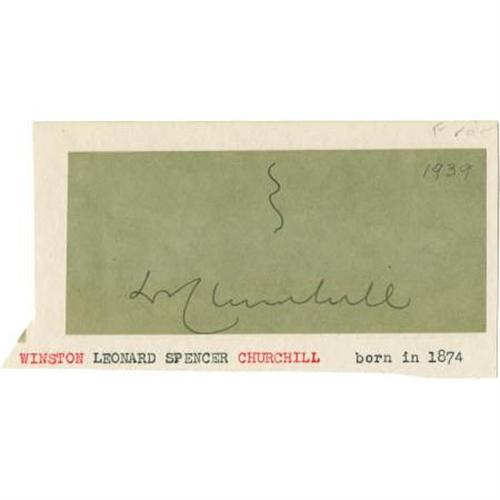 1939
W Churchill
WINSTON LEONARD SPENCER CHURCHILL born in 1874